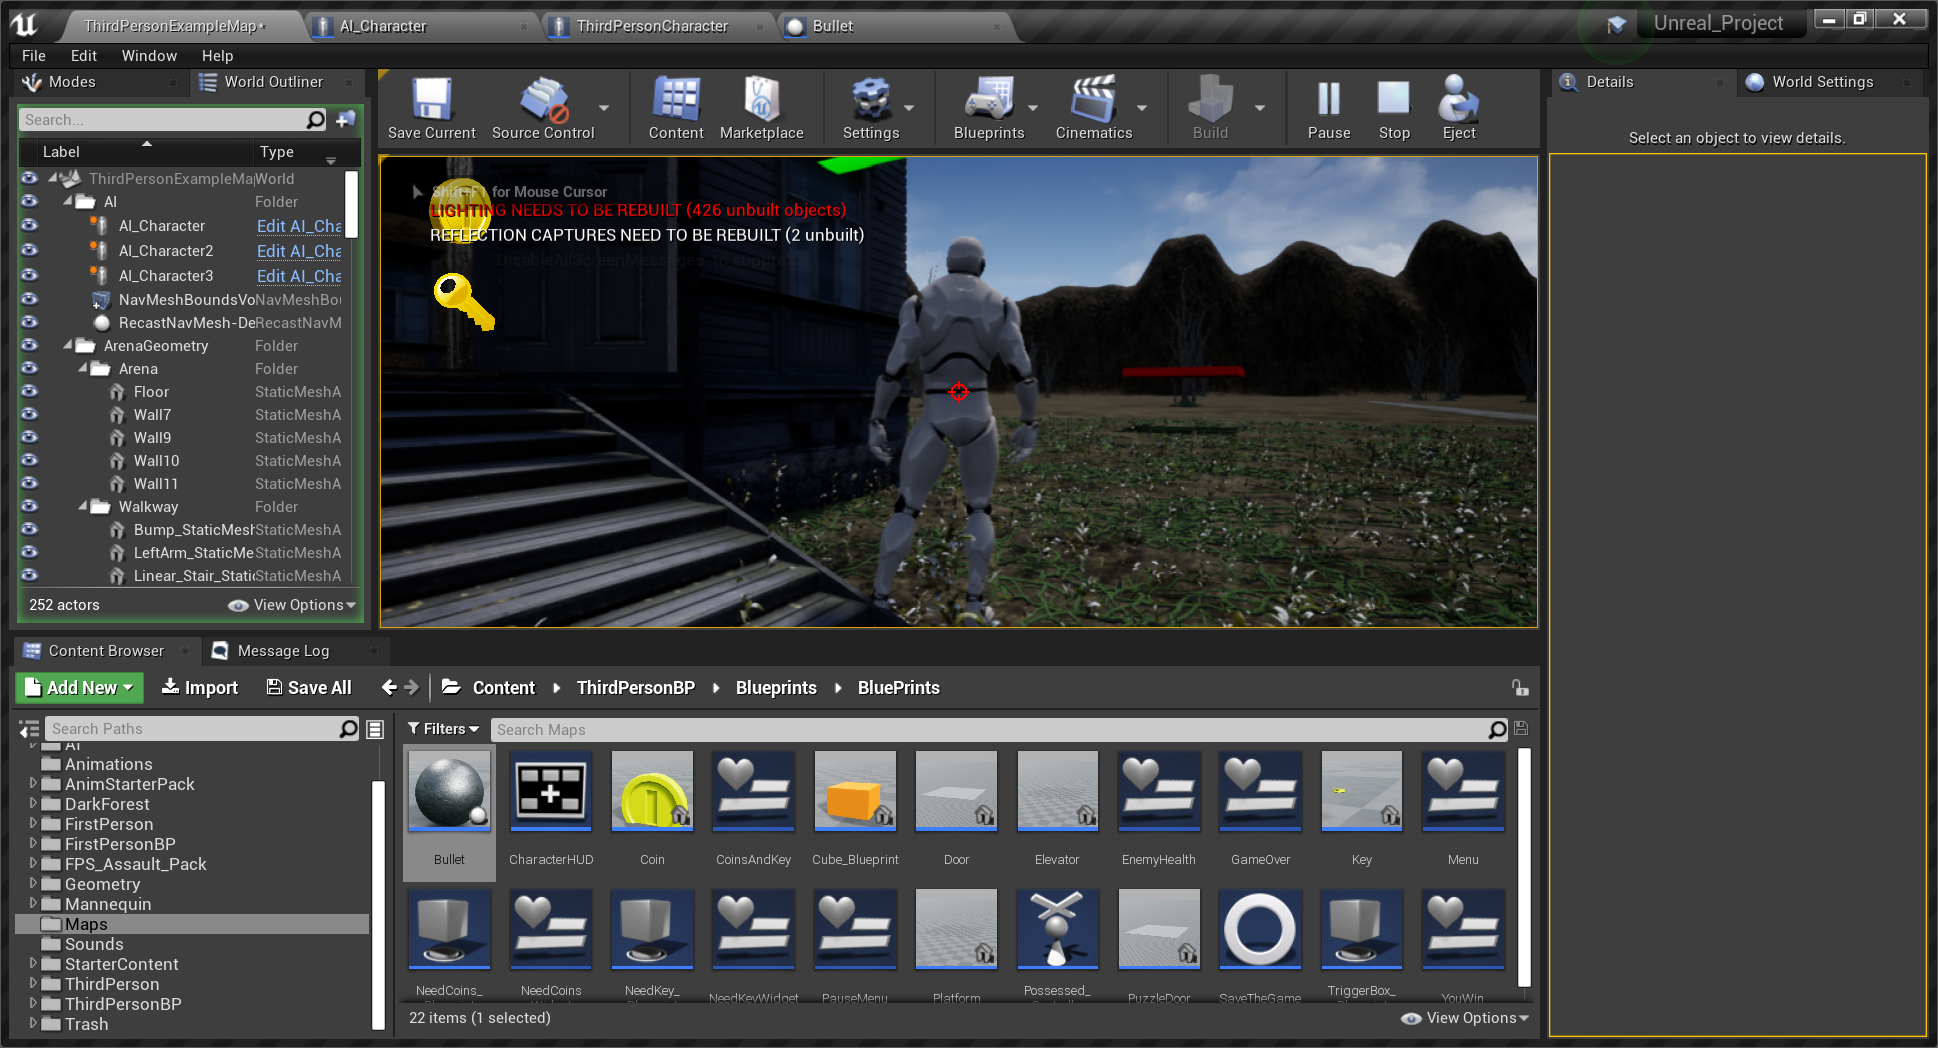 ThirdPersonExampleMap*
AI_Character
ThirdPersonCharacter
Bullet
Unreal_Project
File Edit Window Help
Modes
World Outliner
Search...
Label Type
ThirdPersonExampleMap World
AI Folder
AI_Character Edit AI_Cha
AI_Character2 Edit AI_Cha
AI_Character3 Edit AI_Cha
NavMeshBoundsVo NavMeshBou
RecastNavMesh-De RecastNavM
ArenaGeometry Folder
Arena Folder
Floor StaticMeshA
Wall7 StaticMeshA
Wall9 StaticMeshA
Wall10 StaticMeshA
Wall11 StaticMeshA
Walkway Folder
Bump_StaticMesh StaticMeshA
LeftArm_StaticMe StaticMeshA
Linear_Stair_Static StaticMeshA
252 actors View Options
Save Current Source Control Content Marketplace Settings Blueprints Cinematics Build Pause Stop Eject
Shift+F1 for Mouse Cursor
LIGHTING NEEDS TO BE REBUILT (426 unbuilt objects)
REFLECTION CAPTURES NEED TO BE REBUILT (2 unbuilt)
'DisableAllScreenMessages' to suppress
Details
World Settings
Select an object to view details.
Content Browser
Message Log
Add New Import Save All Content ThirdPersonBP Blueprints BluePrints
Search Paths
AI
Animations
AnimStarterPack
DarkForest
FirstPerson
FirstPersonBP
FPS_Assault_Pack
Geometry
Mannequin
Maps
Sounds
StarterContent
ThirdPerson
ThirdPersonBP
Trash
Filters Search Maps
Bullet CharacterHUD Coin CoinsAndKey Cube_Blueprint Door Elevator EnemyHealth GameOver Key Menu
NeedCoins_ NeedCoins NeedKey_ NeedKeyWidget PauseMenu Platform Possessed_ PuzzleDoor SaveTheGame TriggerBox_ YouWin
22 items (1 selected) View Options